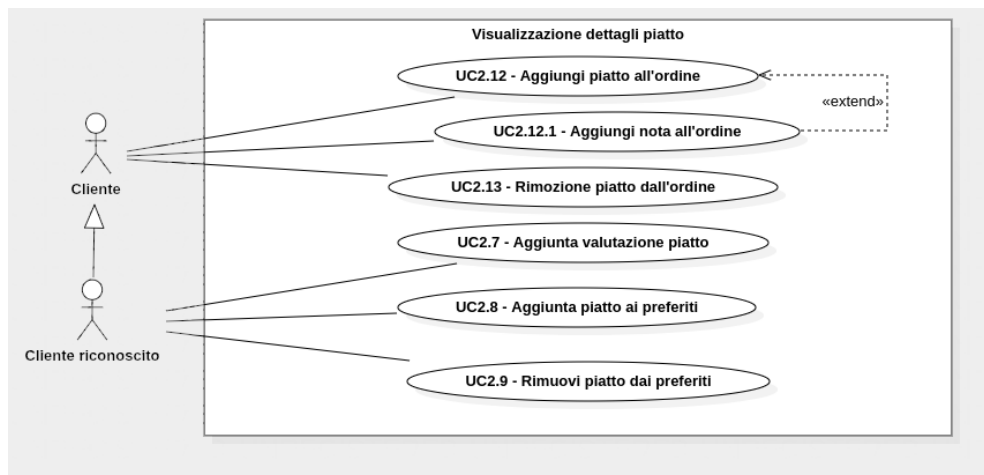 Visualizzazione dettagli piatto
UC2.12 - Aggiungi piatto all'ordine
«extend»
UC2.12.1 - Aggiungi nota all'ordine
Cliente
UC2.13 - Rimozione piatto dall'ordine
UC2.7 - Aggiunta valutazione piatto
UC2.8 - Aggiunta piatto ai preferiti
Cliente riconoscito
UC2.9 - Rimuovi piatto dai preferiti